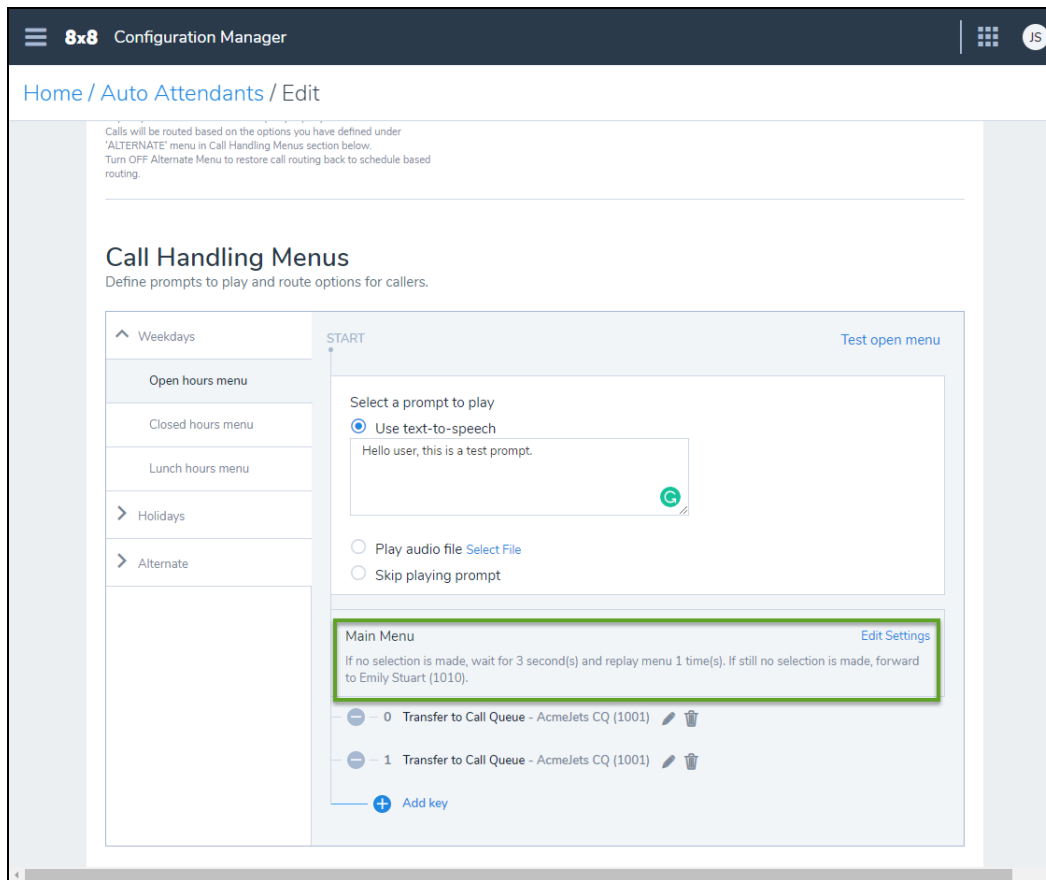 8x8 Configuration Manager
JS
Home / Auto Attendants / Edit
Calls will be routed based on the options you have defined under
'ALTERNATE' menu in Call Handling Menus section below.
Turn OFF Alternate Menu to restore call routing back to schedule based
routing.
Call Handling Menus
Define prompts to play and route options for callers.
Weekdays
Open hours menu
Closed hours menu
Lunch hours menu
Holidays
Alternate
START
Test open menu
Select a prompt to play
Use text-to-speech
Hello user, this is a test prompt.
Play audio file Select File
Skip playing prompt
Main Menu
Edit Settings
If no selection is made, wait for 3 second(s) and replay menu 1 time(s). If still no selection is made, forward
to Emily Stuart (1010).
0 Transfer to Call Queue - AcmeJets CQ (1001)
1 Transfer to Call Queue - AcmeJets CQ (1001)
Add key